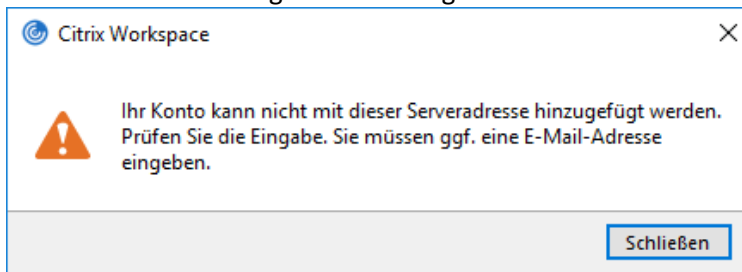 Citrix Workspace
Ihr Konto kann nicht mit dieser Serveradresse hinzugefügt werden.
Prüfen Sie die Eingabe. Sie müssen ggf. eine E-Mail-Adresse
eingeben.
Schließen